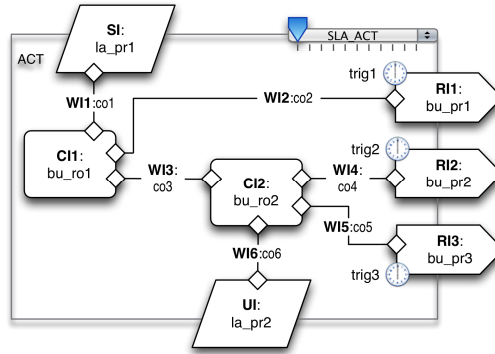 SI:
la_pr1
SLA_ACT
ACT
trig1
WI1:co1
WI2:co2
RI1:
bu_pr1
CI1:
bu_ro1
WI3:
co3
CI2:
bu_ro2
WI4:
co4
trig2
RI2:
bu_pr2
WI5:co5
RI3:
bu_pr3
WI6:co6
trig3
UI:
la_pr2